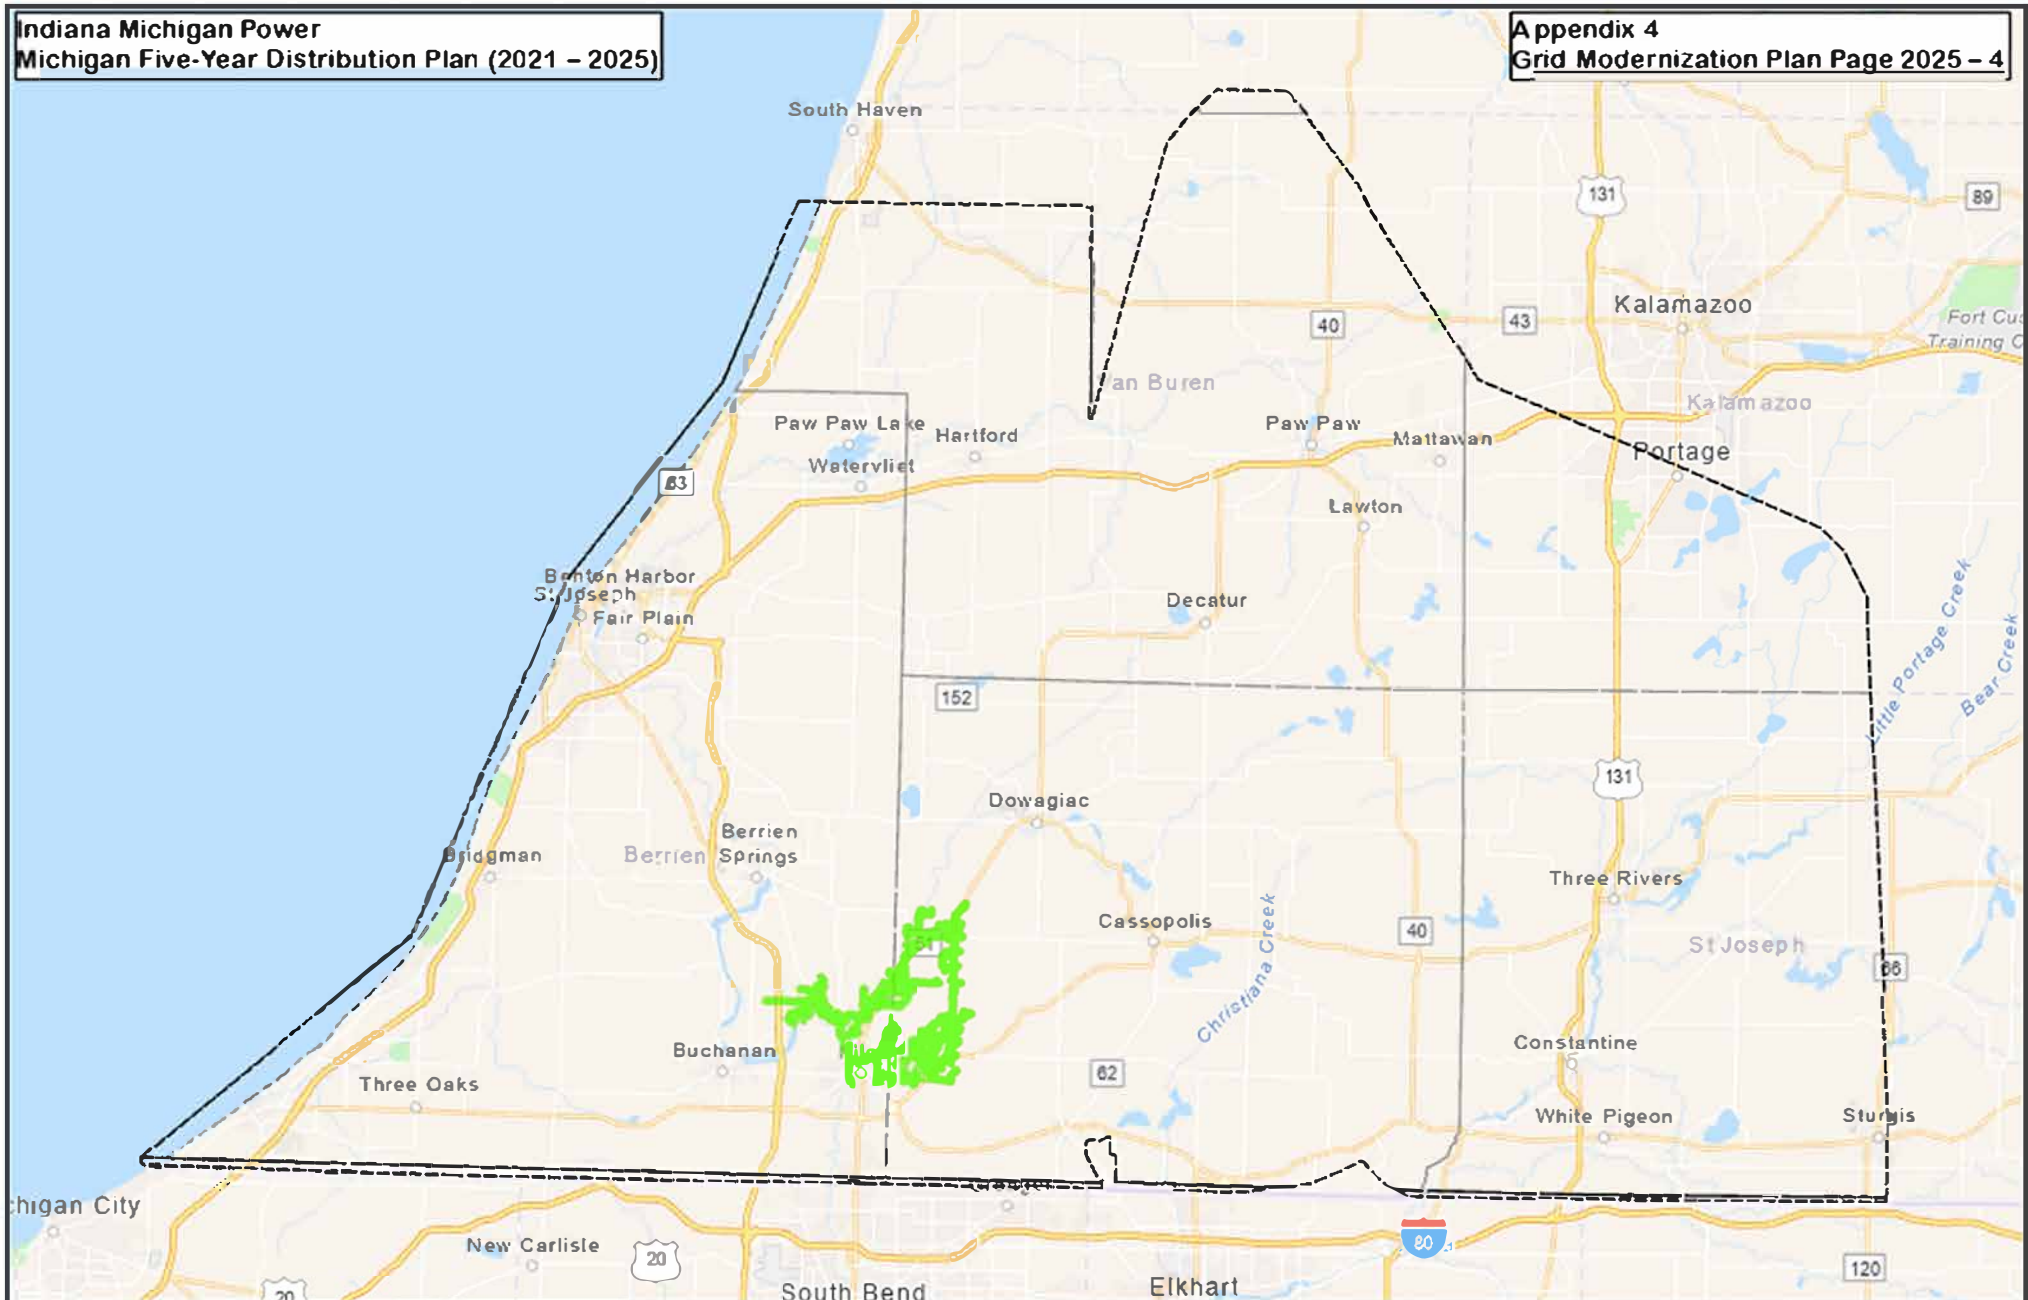 Indiana Michigan Power
Michigan Five-Year Distribution Plan (2021 – 2025)
Appendix 4
Grid Modernization Plan Page 2025 – 4
South Haven
131
89
Kalamazoo
40
43
Fort Cus
Training C
an Buren
Kalamazoo
Paw Paw Lake
Hartford
Paw Paw
Mattawan
Portage
Watervliet
63
Lawton
Benton Harbor
St Joseph
Fair Plain
Decatur
Little Portage Creek
Bear Creek
152
131
Dowagiac
Berrien
Springs
Bridgman
Berrien
Three Rivers
Cassopolis
40
51
St Joseph
66
Christiana Creek
Constantine
Buchanan
62
Three Oaks
White Pigeon
Sturgis
chigan City
New Carlisle
20
80
120
South Bend
Elkhart
20